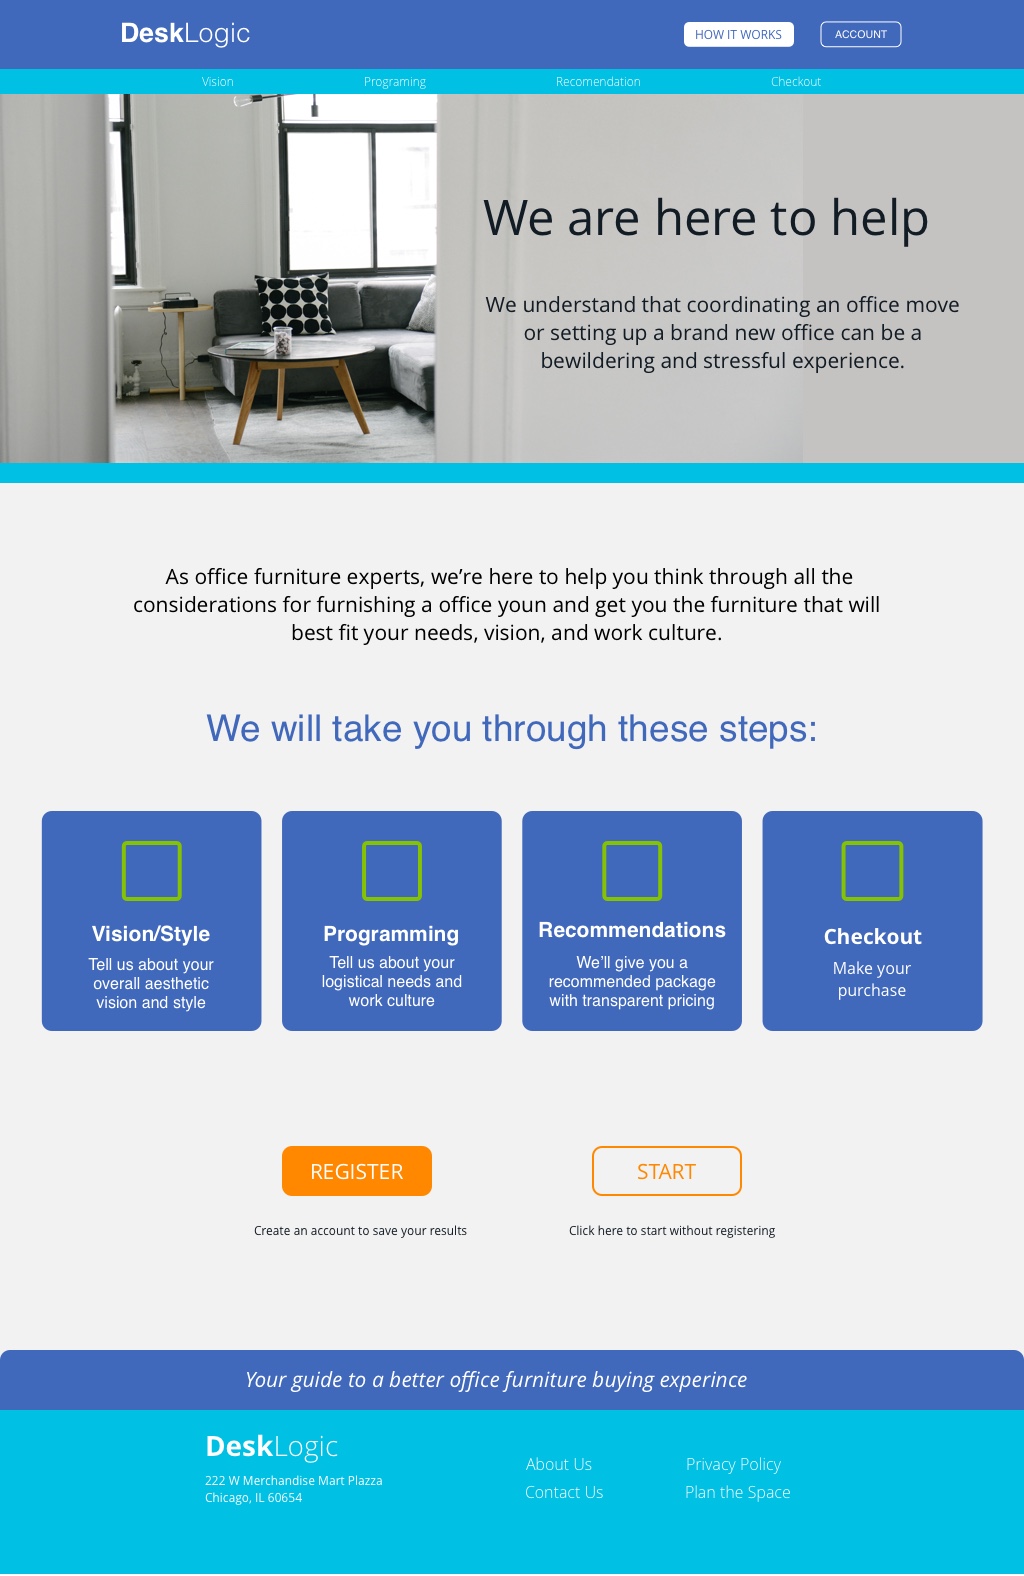 DeskLogic
HOW IT WORKS
ACCOUNT
Vision
Programing
Recomendation
Checkout
We are here to help
We understand that coordinating an office move
or setting up a brand new office can be a
bewildering and stressful experience.
As office furniture experts, we're here to help you think through all the
considerations for furnishing a office youn and get you the furniture that will
best fit your needs, vision, and work culture.
We will take you through these steps:
Vision/Style
Tell us about your
overall aesthetic
vision and style
Programming
Tell us about your
logistical needs and
work culture
Recommendations
We'll give you a
recommended package
with transparent pricing
Checkout
Make your
purchase
REGISTER
Create an account to save your results
START
Click here to start without registering
Your guide to a better office furniture buying experince
DeskLogic
222 W Merchandise Mart Plazza
Chicago, IL 60654
About Us
Contact Us
Privacy Policy
Plan the Space